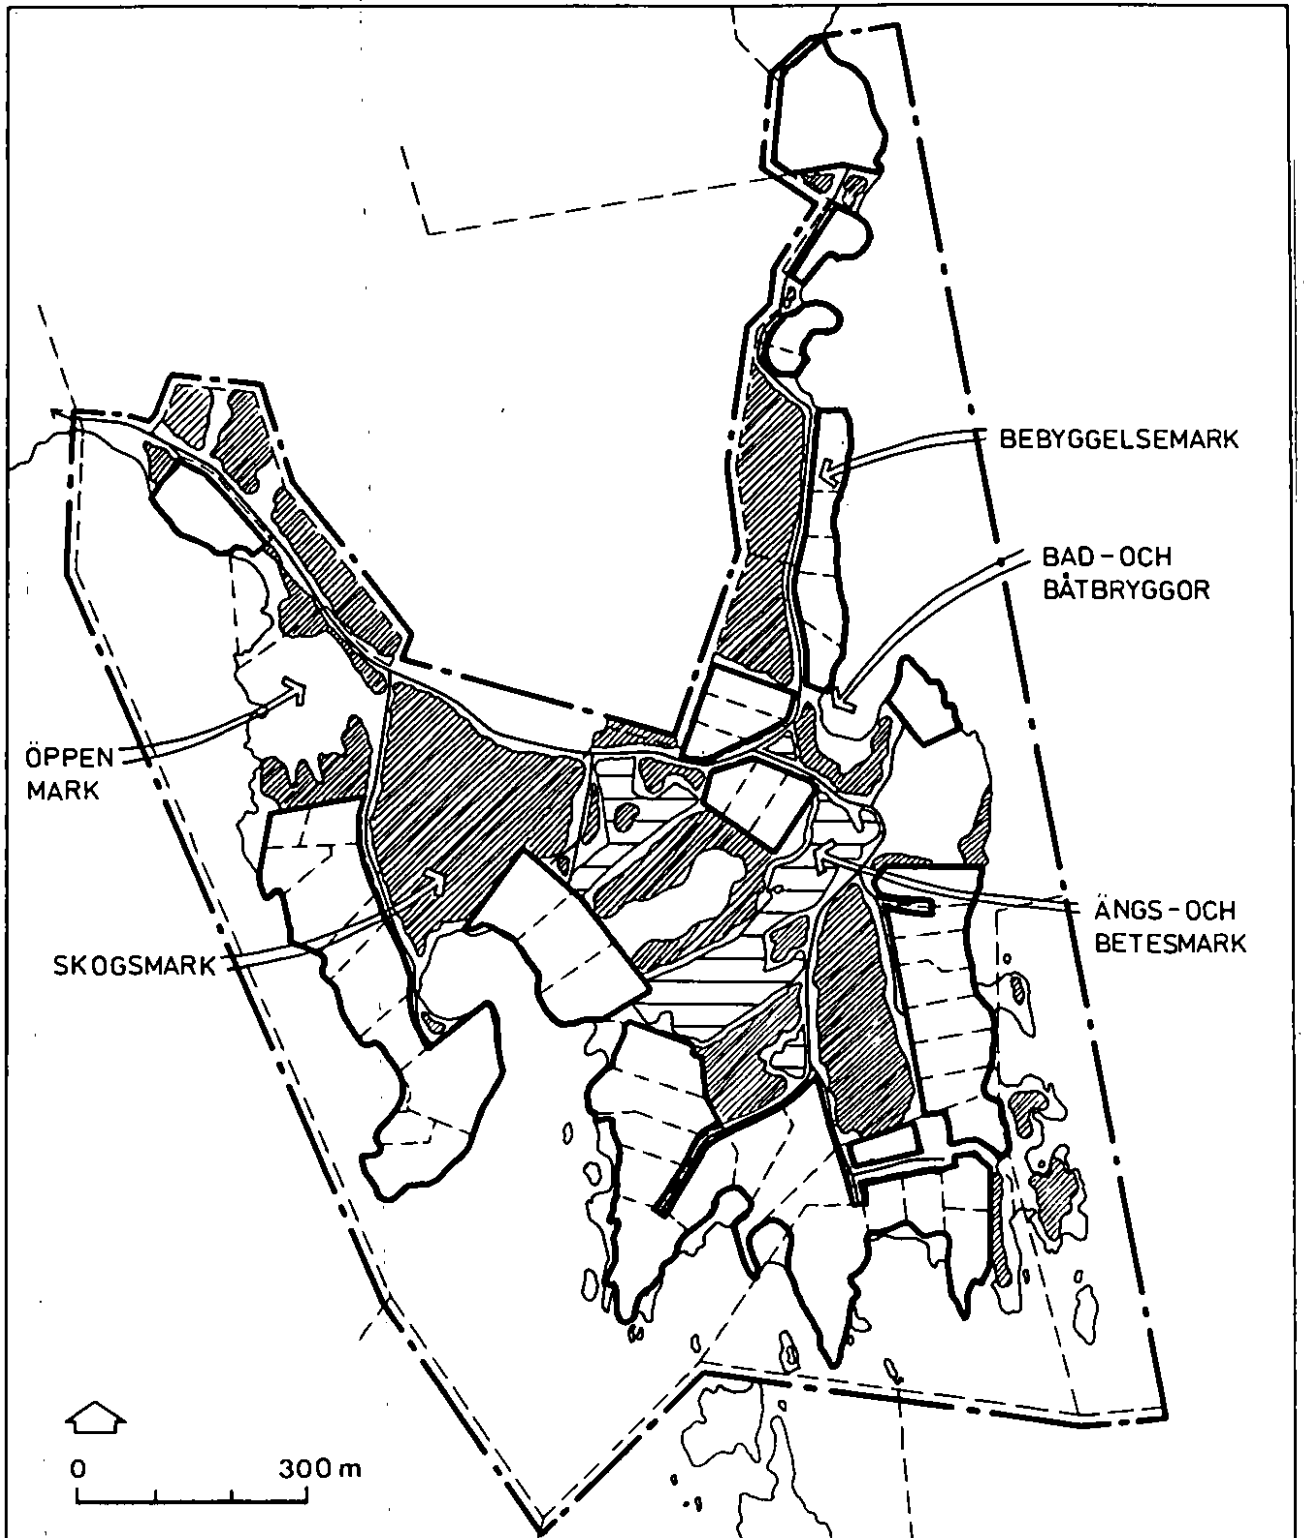 BEBYGGELSEMARK
BAD-OCH
BÅTBRYGGOR
ÖPPEN
MARK
ÄNGS-OCH
BETESMARK
SKOGSMARK
0 300 m